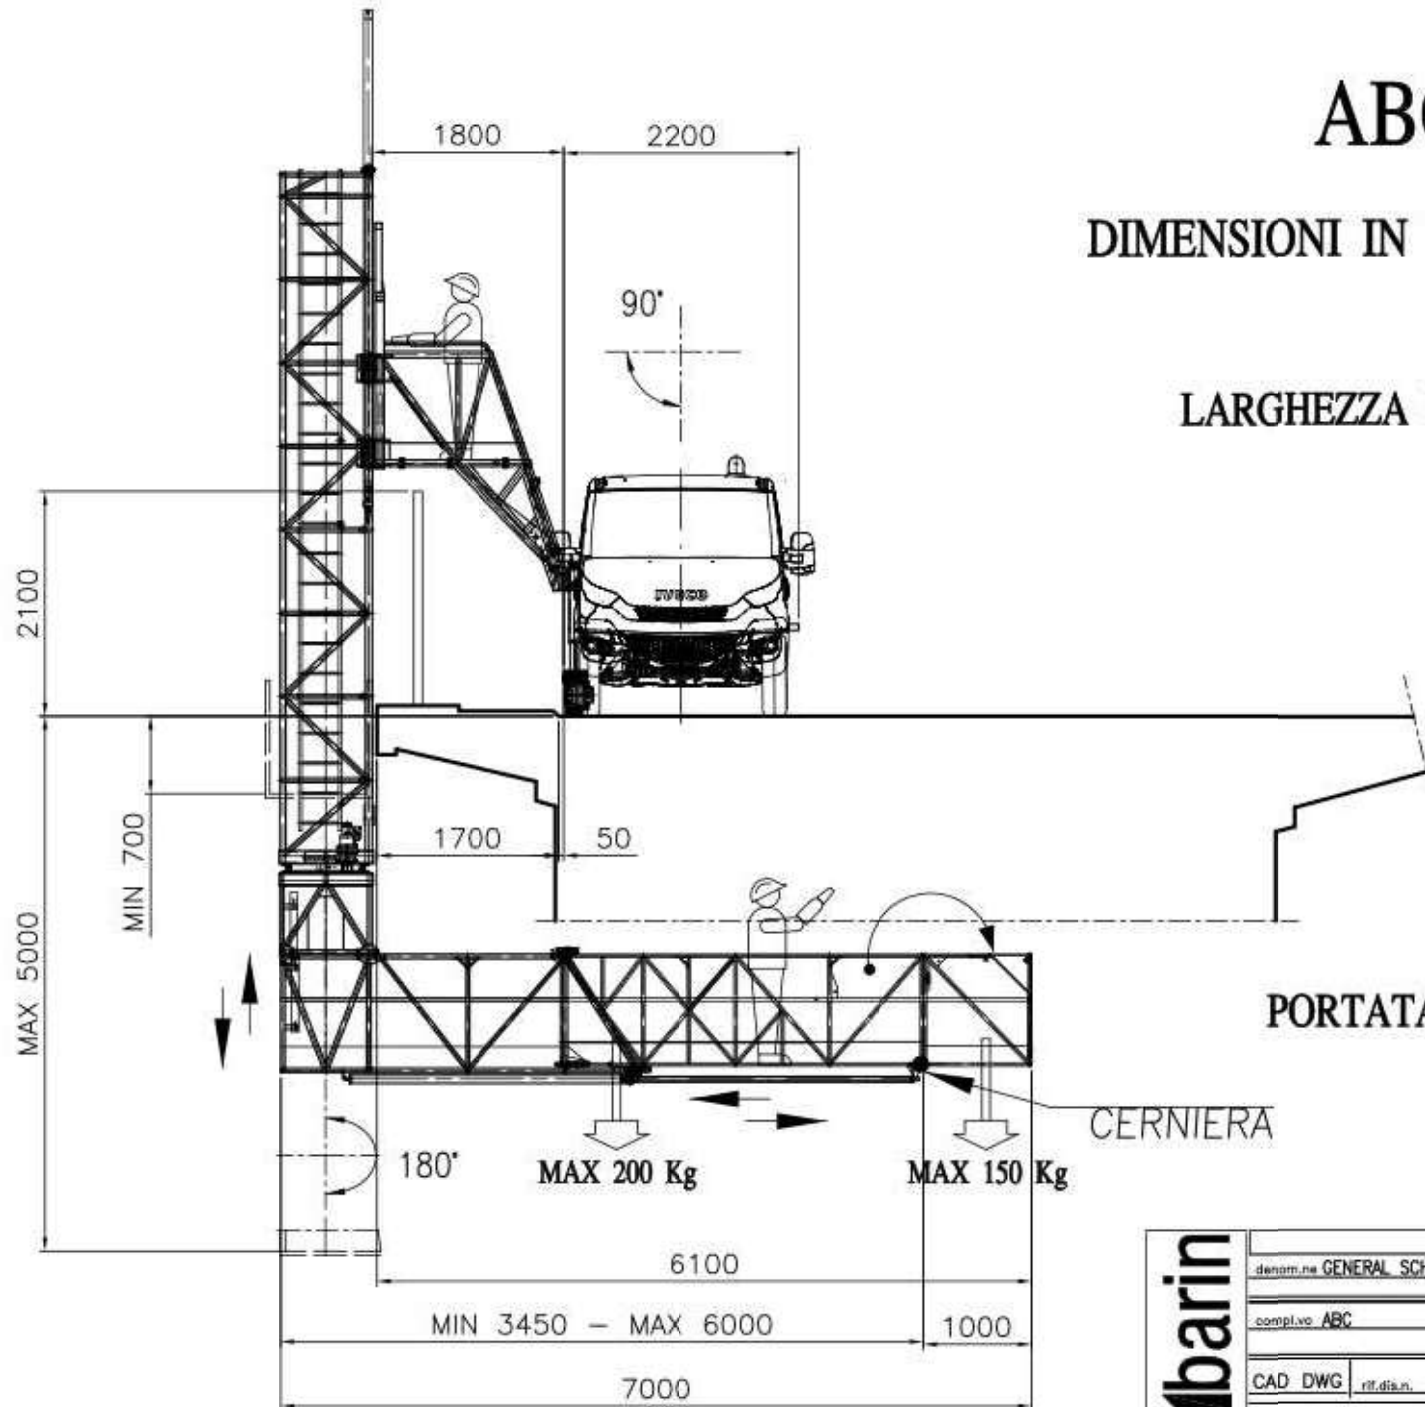 1800
2200
ABC
DIMENSIONI IN
90°
LARGHEZZA
IVECO
2100
MIN 700
1700
50
MAX 5000
PORTATA
CERNIERA
180°
MAX 200 Kg
MAX 150 Kg
6100
MIN 3450 - MAX 6000
1000
7000
barin
denom.ne GENERAL SCH
compl.vo ABC
CAD DWG rif.dis.n.